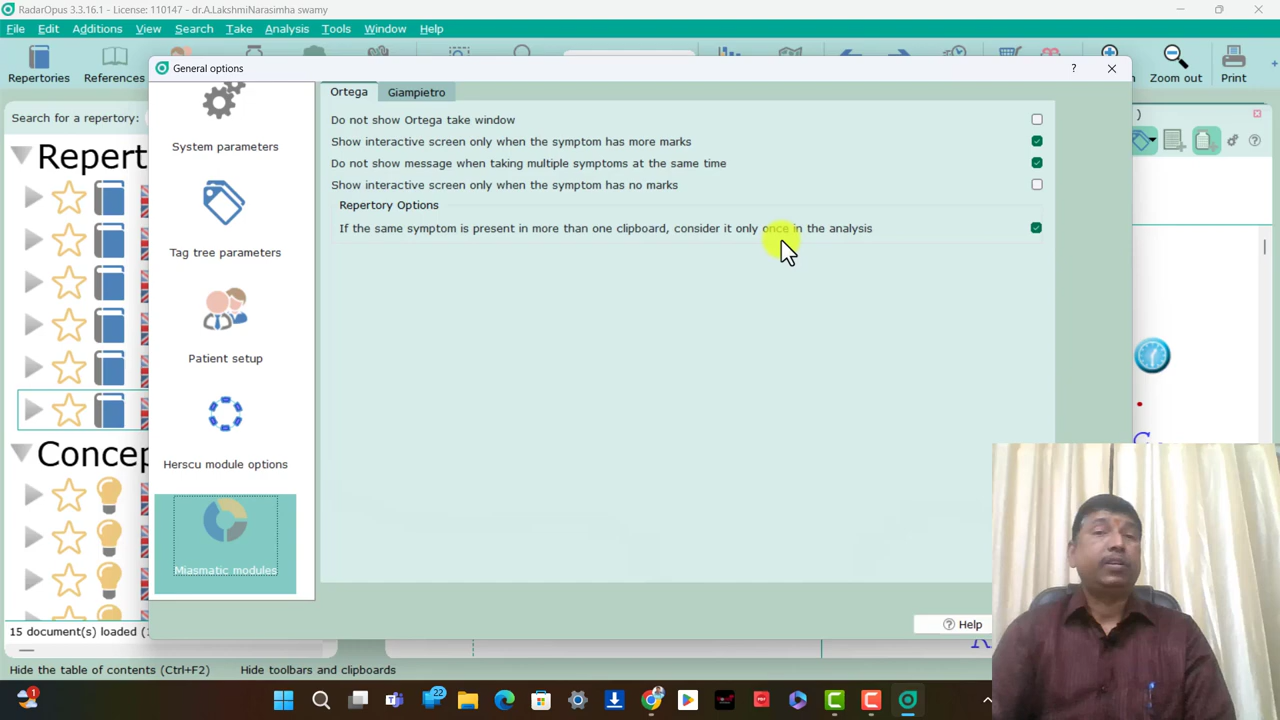 RadarOpus 3.3.16.1 - License: 110147 - dr.A.LakshmiNarasimha swamy
File Edit Additions View Search Take Analysis Tools Window Help
Repertories References Zoom out Print
General options
Search for a repertory:
Repert
Concep
15 document(s) loaded (
System parameters
Tag tree parameters
Patient setup
Herscu module options
Miasmatic modules
Ortega Giampietro
Do not show Ortega take window
Show interactive screen only when the symptom has more marks
Do not show message when taking multiple symptoms at the same time
Show interactive screen only when the symptom has no marks
Repertory Options
If the same symptom is present in more than one clipboard, consider it only once in the analysis
Help
Hide the table of contents (Ctrl+F2) Hide toolbars and clipboards
1
22